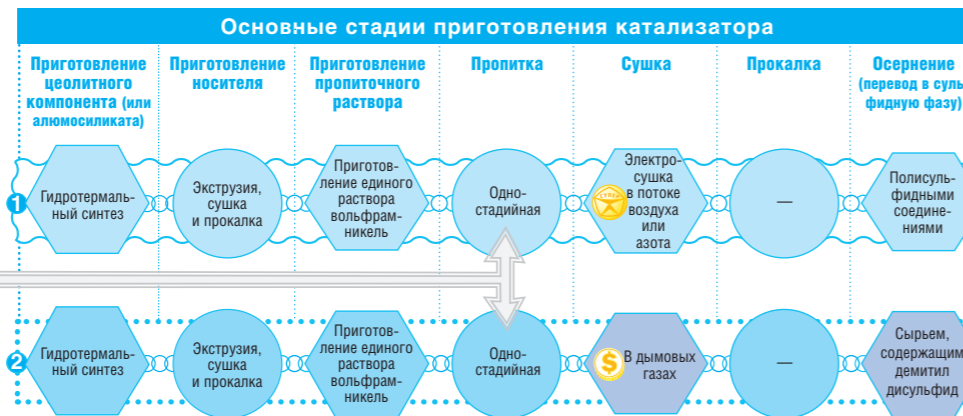 Основные стадии приготовления катализатора
Приготовление
цеолитного
компонента (или
алюмосиликата)
Приготовление
носителя
Приготовление
пропиточного
раствора
Пропитка
Сушка
Прокалка
Осернение
(перевод в суль
фидную фазу)
1
Гидротермаль-
ный синтез
Экструзия,
сушка
и прокалка
Приготов-
ление единого
раствора
вольфрам-
никель
Одно-
стадийная
Электро-
сушка
в потоке
воздуха
или
азота
—
Полисуль-
фидными
соедине-
ниями
2
Гидротермаль-
ный синтез
Экструзия,
сушка
и прокалка
Приготов-
ление единого
раствора
вольфрам-
никель
Одно-
стадийная
$
В дымовых
газах
—
Сырьем,
содержащим
демитил
дисульфид